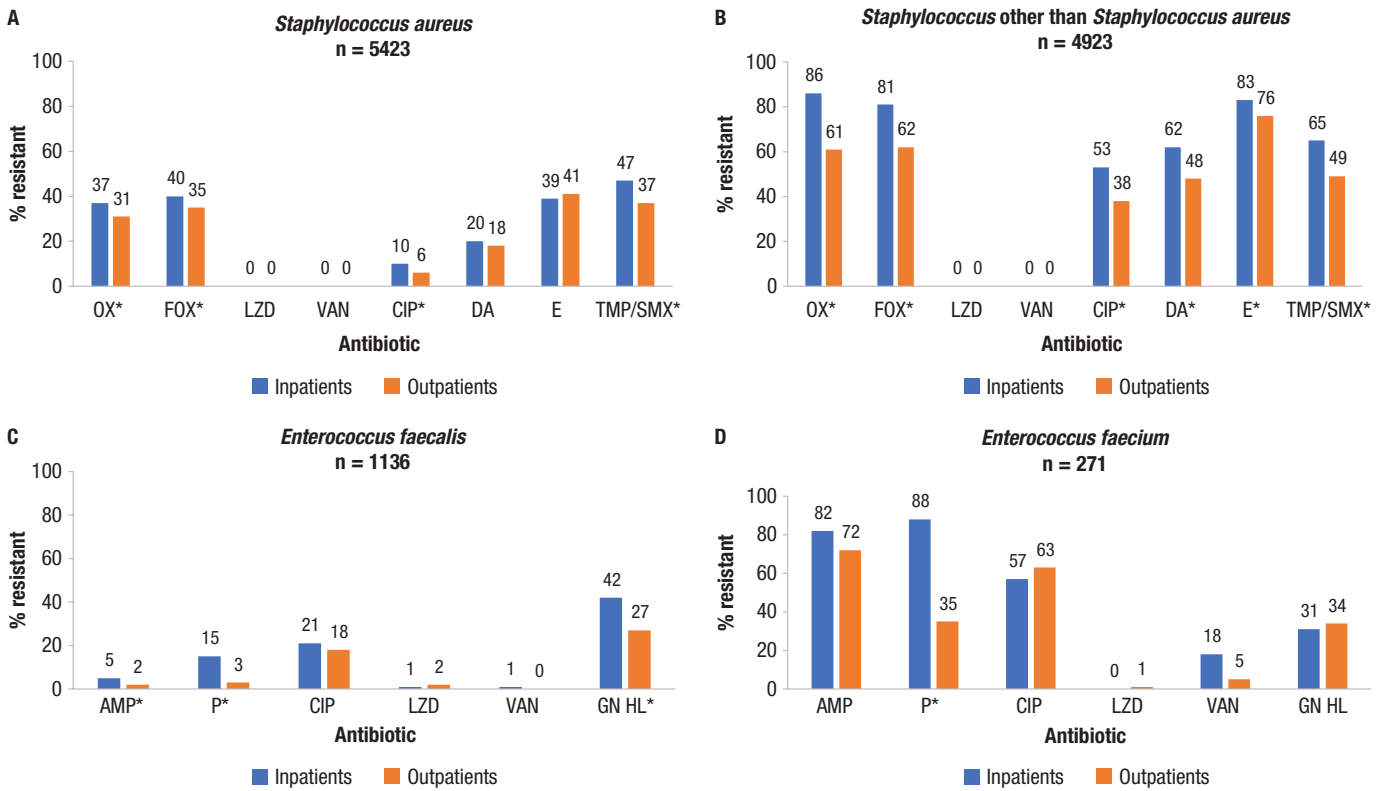 A
Staphylococcus aureus
n = 5423
% resistant
100
80
60
40
20
0
37 31 40 35 0 0 0 0 10 6 20 18 39 41 47 37
OX* FOX* LZD VAN CIP* DA E TMP/SMX*
Antibiotic
Inpatients Outpatients
B
Staphylococcus other than Staphylococcus aureus
n = 4923
% resistant
100
80
60
40
20
0
86 61 81 62 0 0 0 0 53 38 62 48 83 76 65 49
OX* FOX* LZD VAN CIP* DA* E* TMP/SMX*
Antibiotic
Inpatients Outpatients
C
Enterococcus faecalis
n = 1136
% resistant
100
80
60
40
20
0
5 2 15 3 21 18 1 2 1 0 42 27
AMP* P* CIP LZD VAN GN HL*
Antibiotic
Inpatients Outpatients
D
Enterococcus faecium
n = 271
% resistant
100
80
60
40
20
0
82 72 88 35 57 63 0 1 18 5 31 34
AMP P* CIP LZD VAN GN HL
Antibiotic
Inpatients Outpatients